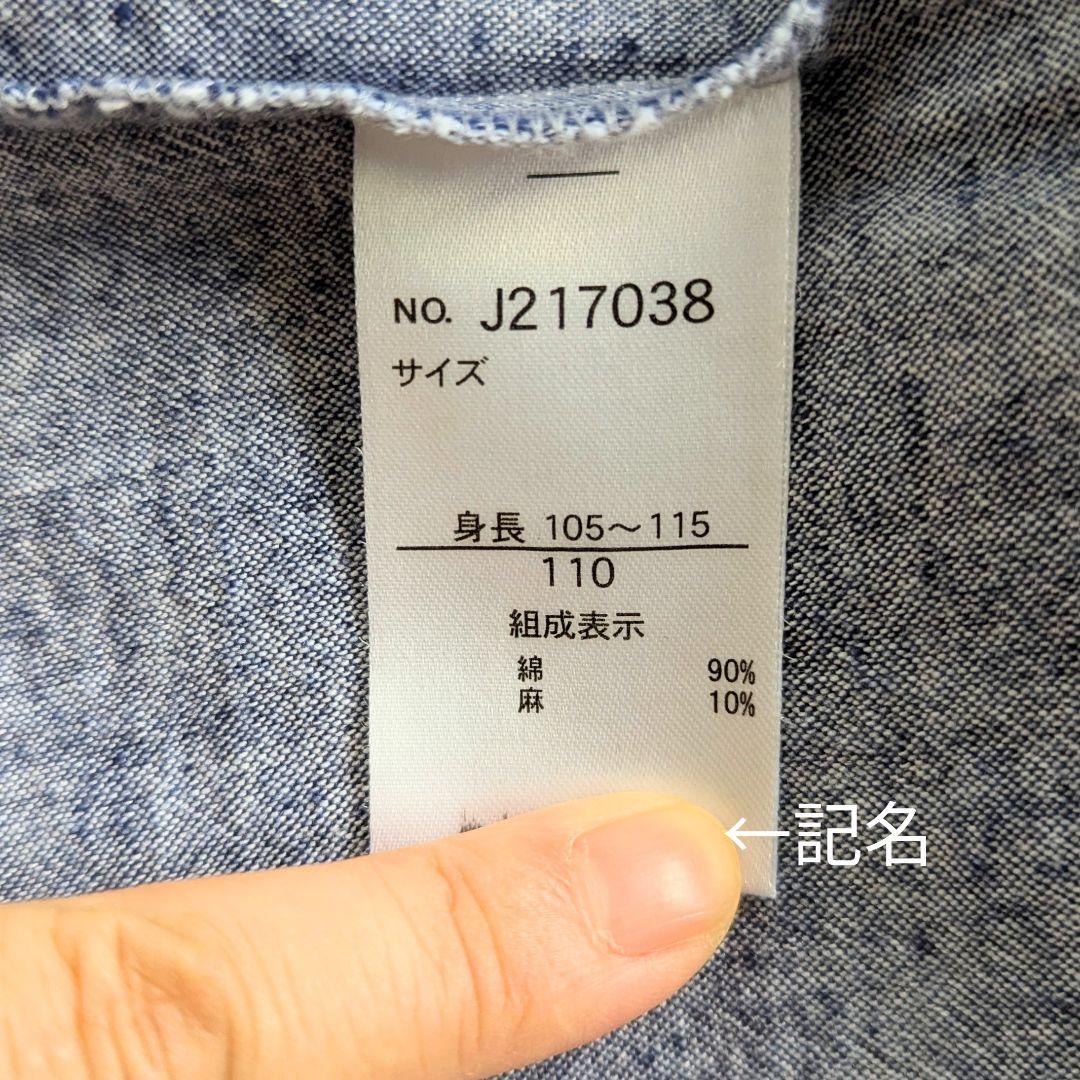 NO. J217038
サイズ
身長 105～115
110
組成表示
綿 90%
麻 10%
←記名